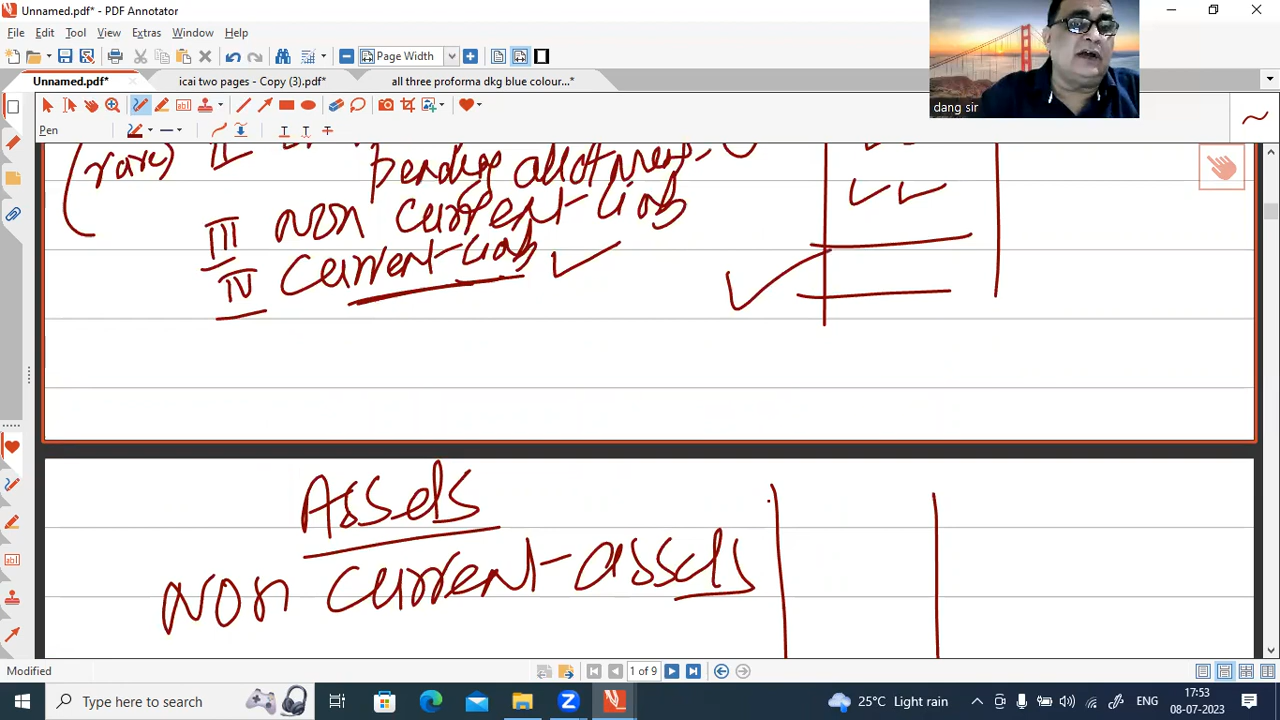 Unnamed.pdf* - PDF Annotator
dang sir
File Edit Tool View Extras Window Help
Page Width
Unnamed.pdf* icai two pages - Copy (3).pdf* all three proforma dkg blue colour...*
Pen
(rare) II
pending allotment
III non current liab
IV current liab
Assets
non current assets
Modified
1 of 9
Type here to search
25°C Light rain
ENG
17:53
08-07-2023